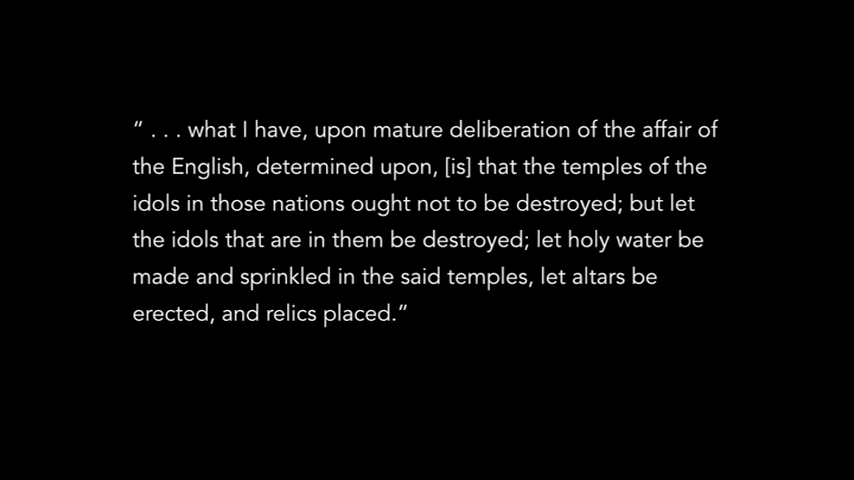 “ . . . what I have, upon mature deliberation of the affair of
the English, determined upon, [is] that the temples of the
idols in those nations ought not to be destroyed; but let
the idols that are in them be destroyed; let holy water be
made and sprinkled in the said temples, let altars be
erected, and relics placed.”